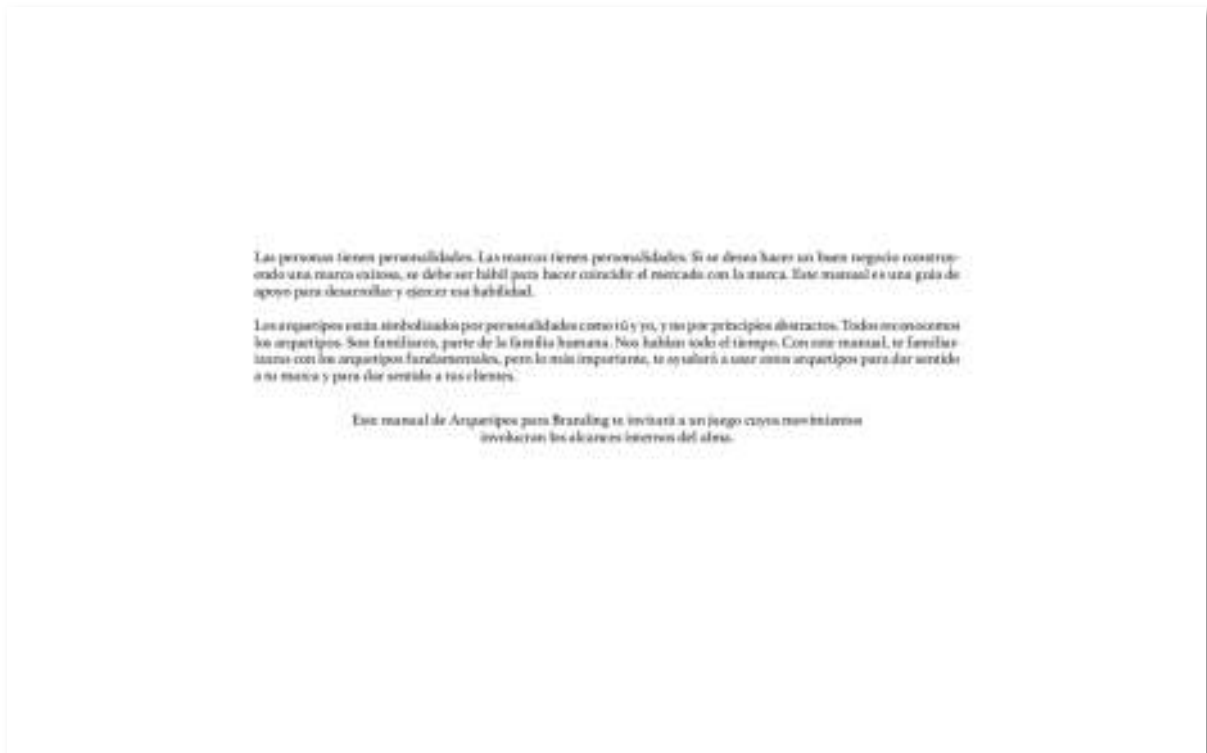 Las personas tienen personalidades. Las marcas tienen personalidades. Si se desea hacer un buen negocio construy-
endo una marca exitosa, se debe ser hábil para hacer coincidir el mercado con la marca. Este manual es una guía de
apoyo para desarrollar y ejercer esa habilidad.
Los arquetipos están simbolizados por personalidades como tú y yo, y no por principios abstractos. Todos reconocemos
los arquetipos. Son familiares, parte de la familia humana. Nos hablan todo el tiempo. Con este manual, te familiar-
izaras con los arquetipos fundamentales, pero lo más importante, te ayudará a usar estos arquetipos para dar sentido
a tu marca y para dar sentido a tus clientes.
Este manual de Arquetipos para Branding te invitará a un juego cuyos movimientos
involucran los alcances internos del alma.